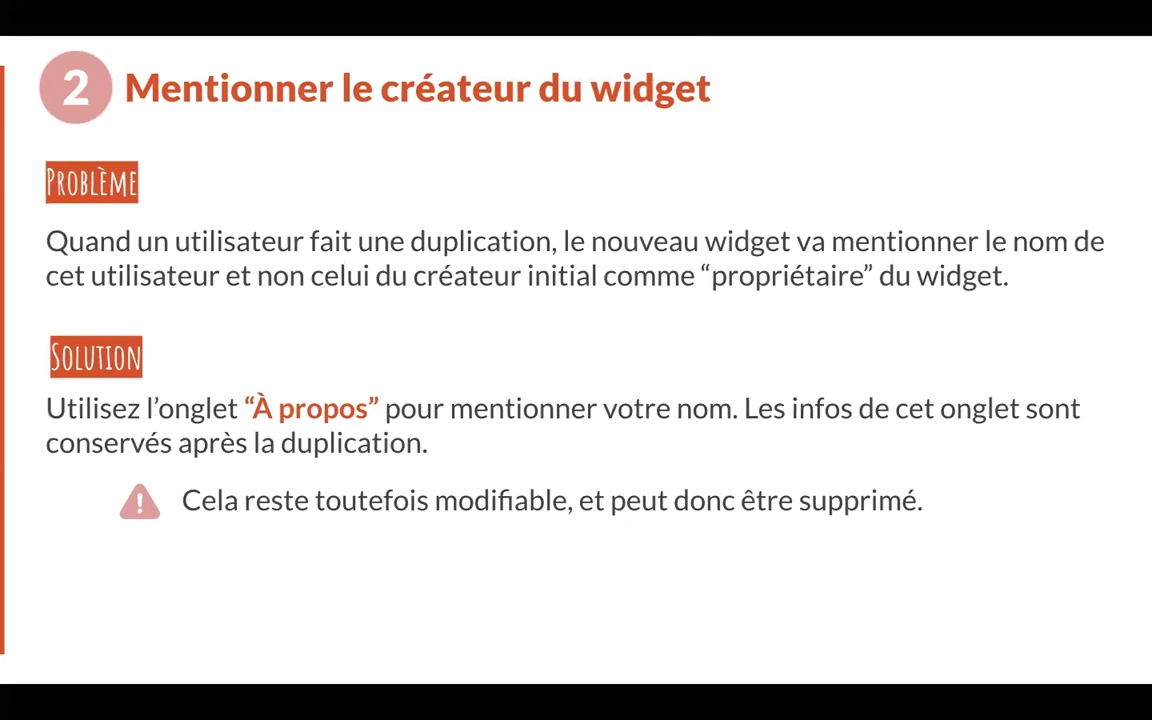 2 Mentionner le créateur du widget
PROBLÈME
Quand un utilisateur fait une duplication, le nouveau widget va mentionner le nom de
cet utilisateur et non celui du créateur initial comme “propriétaire” du widget.
SOLUTION
Utilisez l’onglet “À propos” pour mentionner votre nom. Les infos de cet onglet sont
conservés après la duplication.
! Cela reste toutefois modifiable, et peut donc être supprimé.